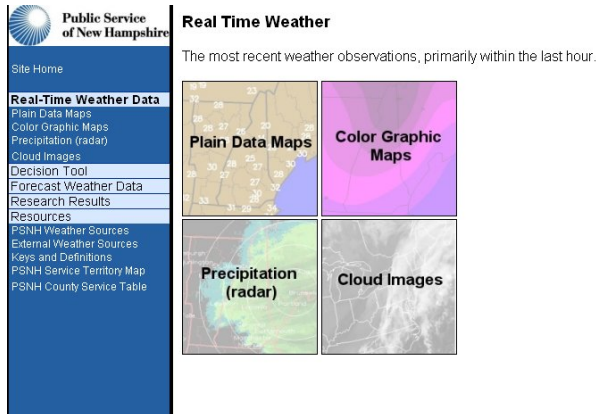 Public Service
of New Hampshire
Site Home
Real-Time Weather Data
Plain Data Maps
Color Graphic Maps
Precipitation (radar)
Cloud Images
Decision Tool
Forecast Weather Data
Research Results
Resources
PSNH Weather Sources
External Weather Sources
Keys and Definitions
PSNH Service Territory Map
PSNH County Service Table
Real Time Weather
The most recent weather observations, primarily within the last hour.
Plain Data Maps
Color Graphic
Maps
Precipitation
(radar)
Cloud Images